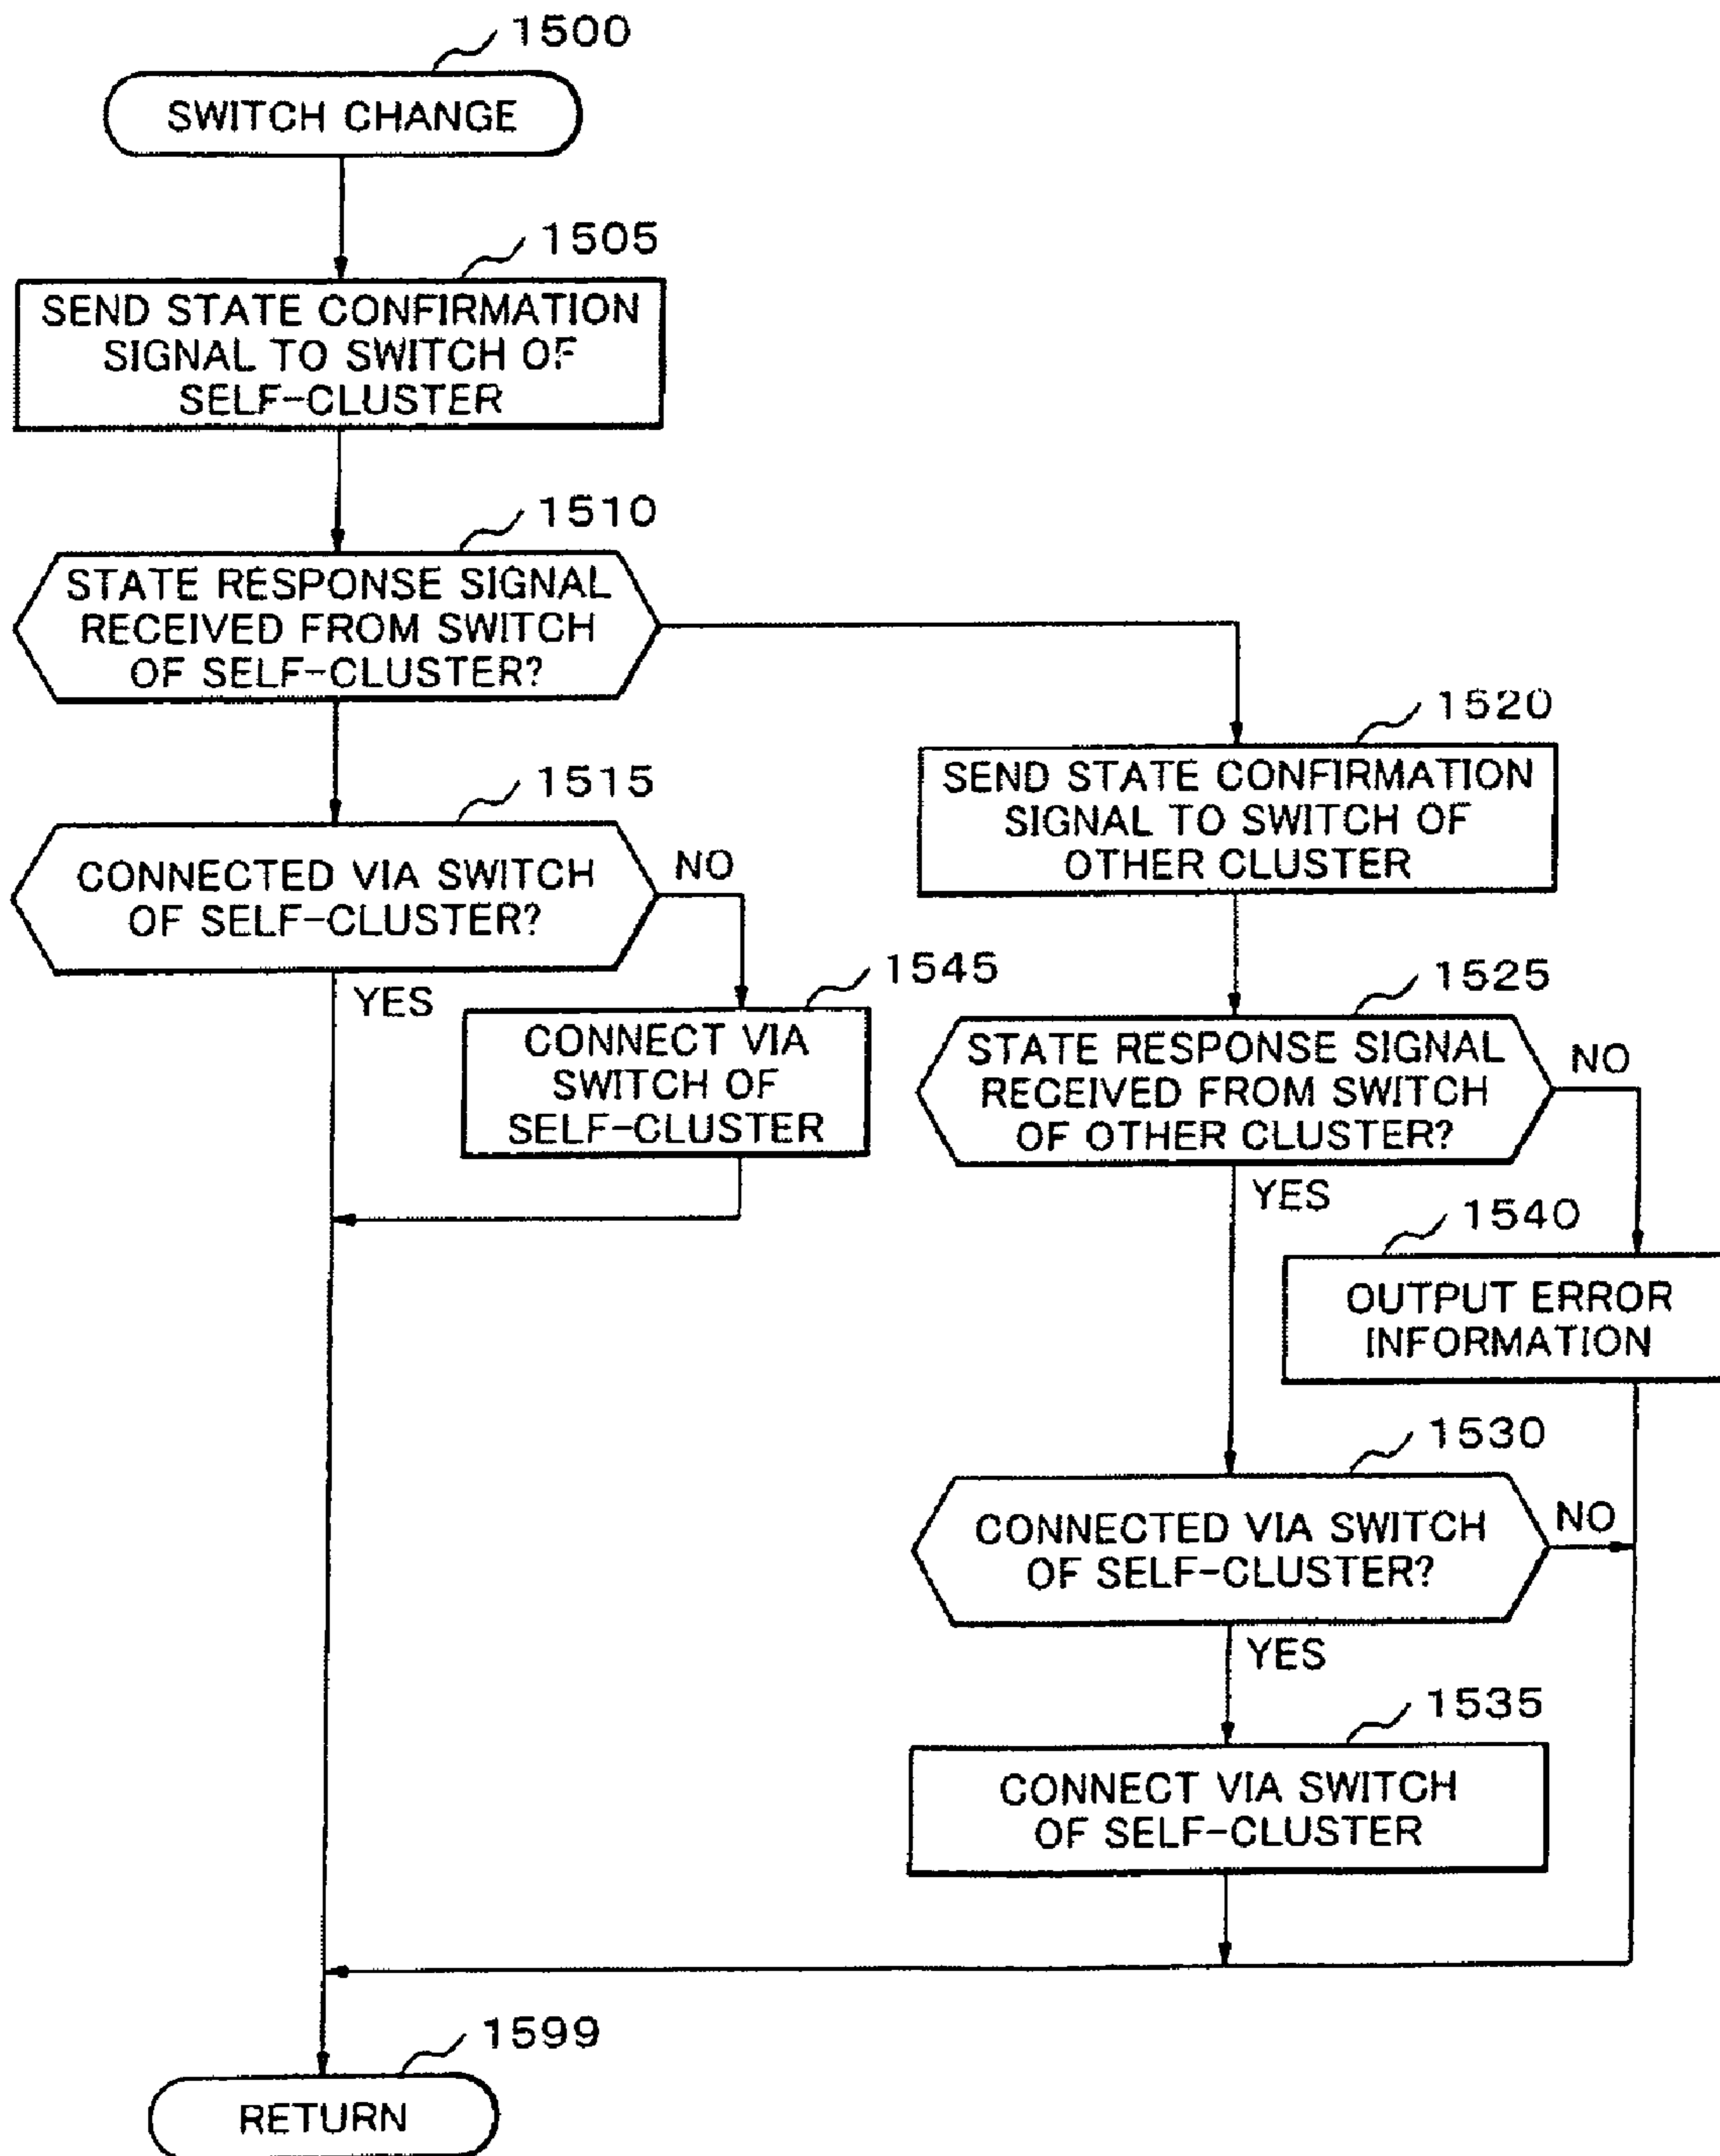 1500
SWITCH CHANGE
1505
SEND STATE CONFIRMATION
SIGNAL TO SWITCH OF
SELF-CLUSTER
1510
STATE RESPONSE SIGNAL
RECEIVED FROM SWITCH
OF SELF-CLUSTER?
1515
CONNECTED VIA SWITCH
OF SELF-CLUSTER?
NO
YES
1545
CONNECT VIA
SWITCH OF
SELF-CLUSTER
1520
SEND STATE CONFIRMATION
SIGNAL TO SWITCH OF
OTHER CLUSTER
1525
STATE RESPONSE SIGNAL
RECEIVED FROM SWITCH
OF OTHER CLUSTER?
NO
YES
1540
OUTPUT ERROR
INFORMATION
1530
CONNECTED VIA SWITCH
OF SELF-CLUSTER?
NO
YES
1535
CONNECT VIA SWITCH
OF SELF-CLUSTER
1599
RETURN